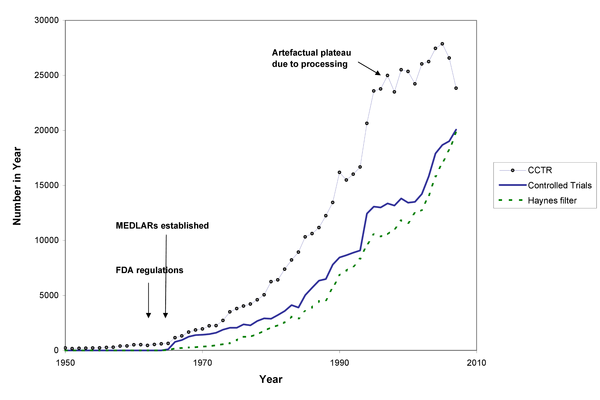 30000
25000
20000
15000
10000
5000
0
Number in Year
Artefactual plateau
due to processing
MEDLARs established
FDA regulations
1950
1970
1990
2010
Year
CCTR
Controlled Trials
Haynes filter